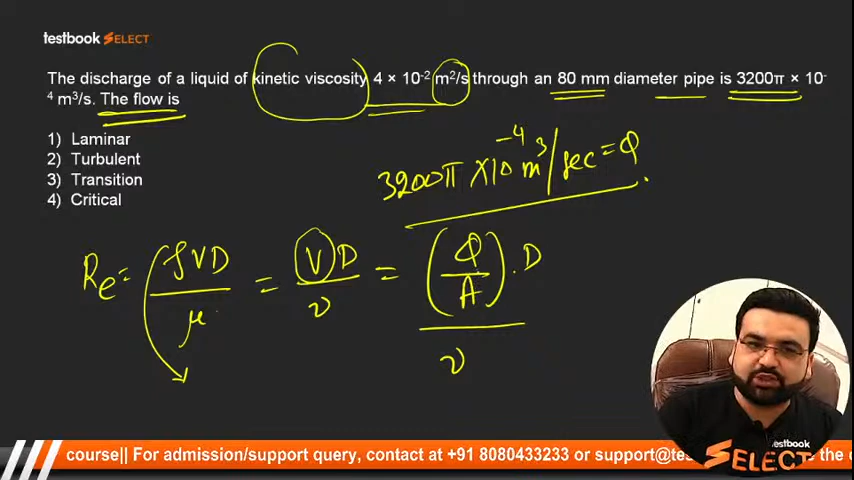 testbook SELECT
The discharge of a liquid of kinetic viscosity 4 × 10⁻² m²/s through an 80 mm diameter pipe is 3200π × 10⁻
⁴ m³/s. The flow is
1) Laminar
2) Turbulent
3) Transition
4) Critical
3200π × 10⁻⁴ m³/sec = Q
Re = ρVD/μ = VD/ν = (Q/A).D/ν
testbook
SELECT
course|| For admission/support query, contact at +91 8080433233 or support@te